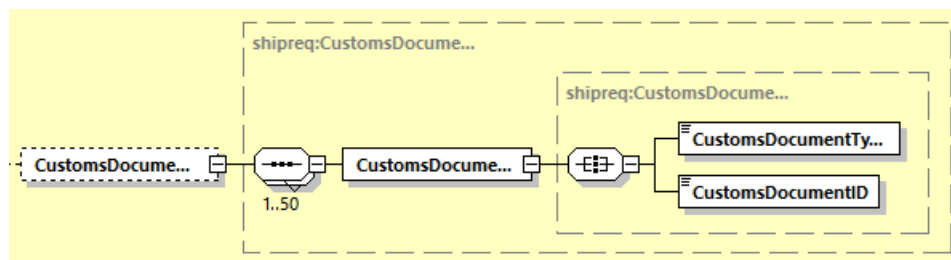 shipreq:CustomsDocume...
shipreq:CustomsDocume...
CustomsDocumentTy...
CustomsDocume...
CustomsDocume...
CustomsDocumentID
1..50